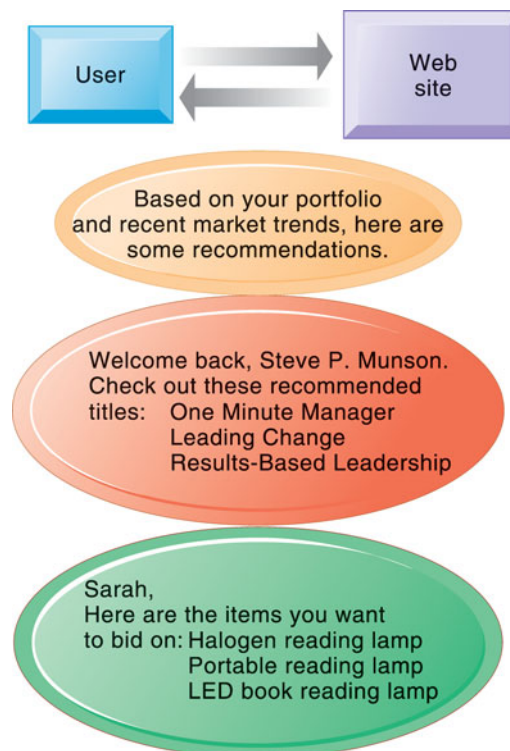 User
Web
site
Based on your portfolio
and recent market trends, here are
some recommendations.
Welcome back, Steve P. Munson.
Check out these recommended
titles: One Minute Manager
Leading Change
Results-Based Leadership
Sarah,
Here are the items you want
to bid on: Halogen reading lamp
Portable reading lamp
LED book reading lamp